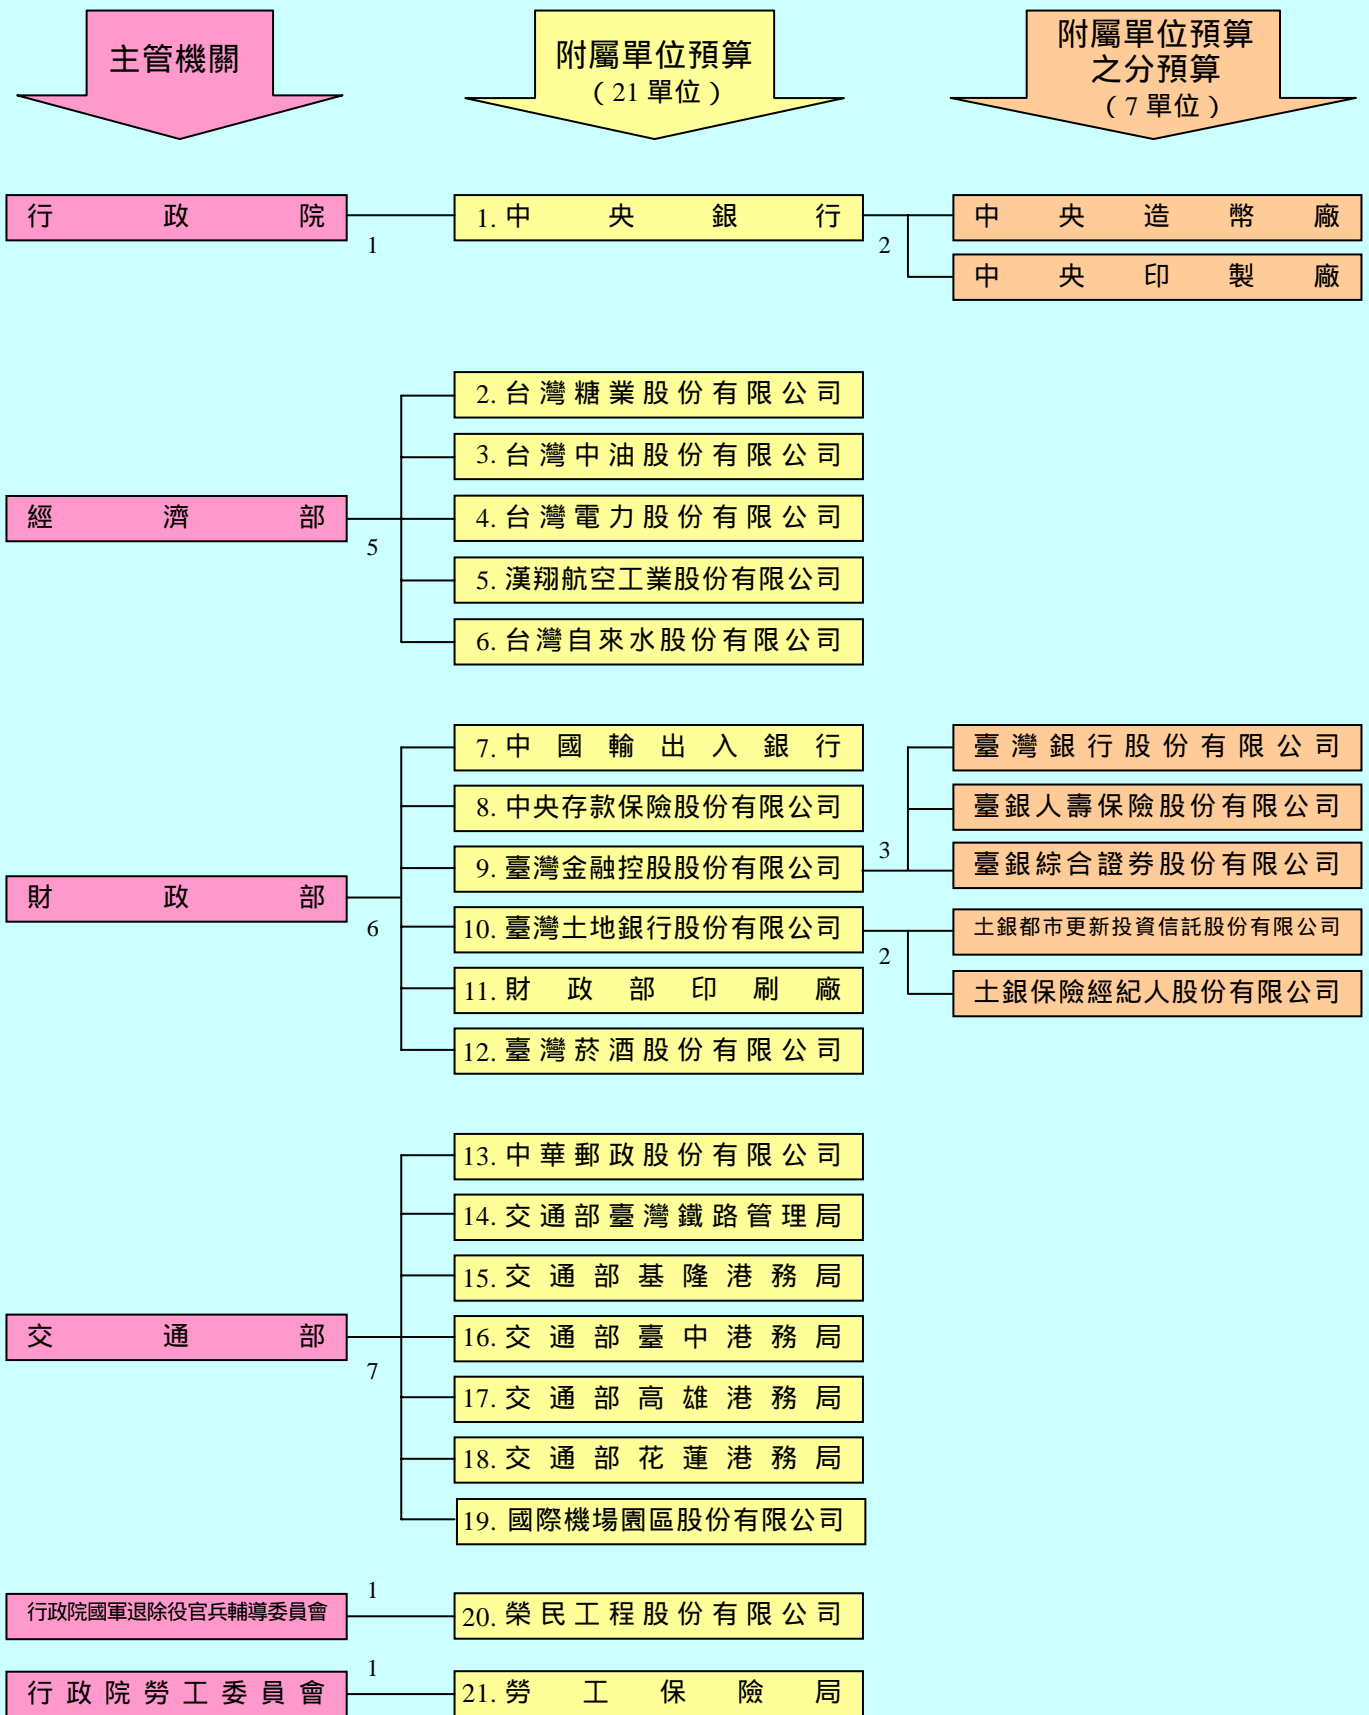 主管機關
附屬單位預算
（21 單位）
附屬單位預算
之分預算
（7 單位）
行政院
1
1. 中央銀行
2
中央造幣廠
中央印製廠
經濟部
5
2. 台灣糖業股份有限公司
3. 台灣中油股份有限公司
4. 台灣電力股份有限公司
5. 漢翔航空工業股份有限公司
6. 台灣自來水股份有限公司
財政部
6
7. 中國輸出入銀行
8. 中央存款保險股份有限公司
9. 臺灣金融控股股份有限公司
3
臺灣銀行股份有限公司
臺銀人壽保險股份有限公司
臺銀綜合證券股份有限公司
10. 臺灣土地銀行股份有限公司
2
土銀都市更新投資信託股份有限公司
土銀保險經紀人股份有限公司
11. 財政部印刷廠
12. 臺灣菸酒股份有限公司
交通部
7
13. 中華郵政股份有限公司
14. 交通部臺灣鐵路管理局
15. 交通部基隆港務局
16. 交通部臺中港務局
17. 交通部高雄港務局
18. 交通部花蓮港務局
19. 國際機場園區股份有限公司
行政院國軍退除役官兵輔導委員會
1
20. 榮民工程股份有限公司
行政院勞工委員會
1
21. 勞工保險局